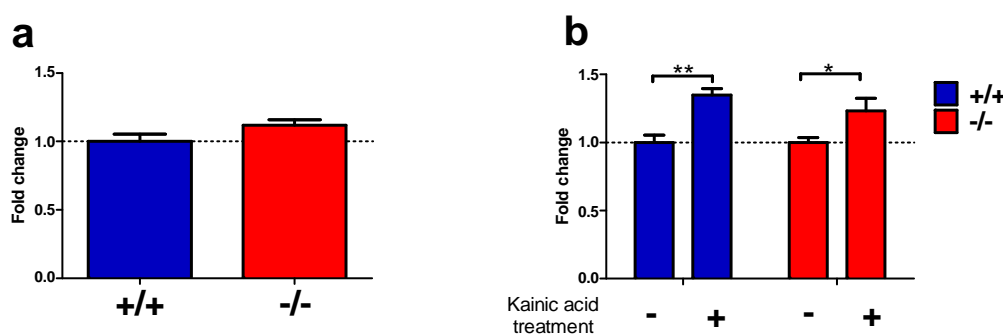 a
Fold change
1.5
1.0
0.5
0.0
+/+
-/-
b
Fold change
1.5
1.0
0.5
0.0
**
*
+/+
-/-
Kainic acid
treatment
- + - +